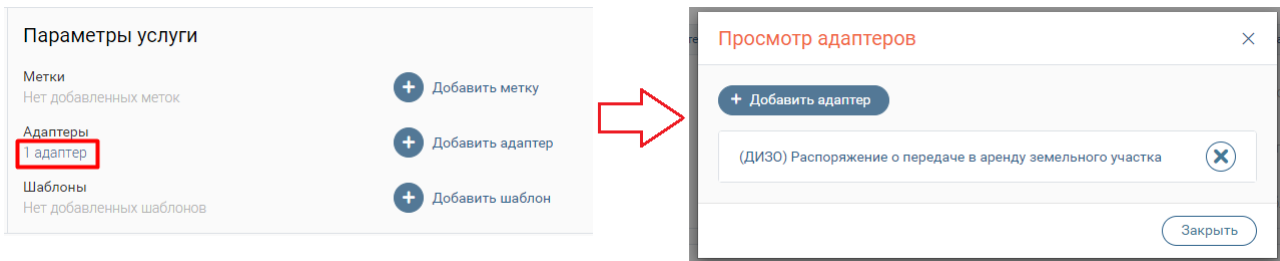 Параметры услуги
Метки
Нет добавленных меток
Добавить метку
Адаптеры
1 адаптер
Добавить адаптер
Шаблоны
Нет добавленных шаблонов
Добавить шаблон
Просмотр адаптеров
Добавить адаптер
(ДИЗО) Распоряжение о передаче в аренду земельного участка
Закрыть